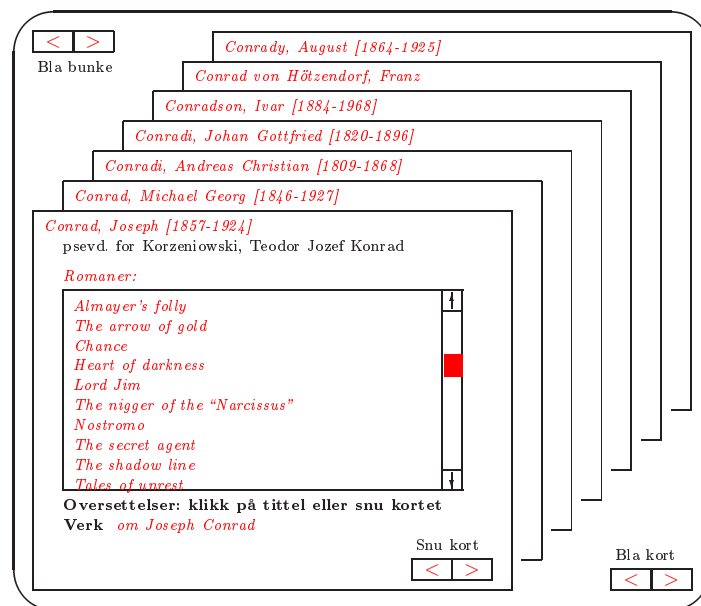 < >
Bla bunke
Conrady, August [1864-1925]
Conrad von Hötzendorf, Franz
Conradson, Ivar [1884-1968]
Conradi, Johan Gottfried [1820-1896]
Conradi, Andreas Christian [1809-1868]
Conrad, Michael Georg [1846-1927]
Conrad, Joseph [1857-1924]
psevd. for Korzeniowski, Teodor Jozef Konrad
Romaner:
Almayer's folly
The arrow of gold
Chance
Heart of darkness
Lord Jim
The nigger of the “Narcissus”
Nostromo
The secret agent
The shadow line
Tales of unrest
Oversettelser: klikk på tittel eller snu kortet
Verk om Joseph Conrad
Snu kort
< >
Bla kort
< >